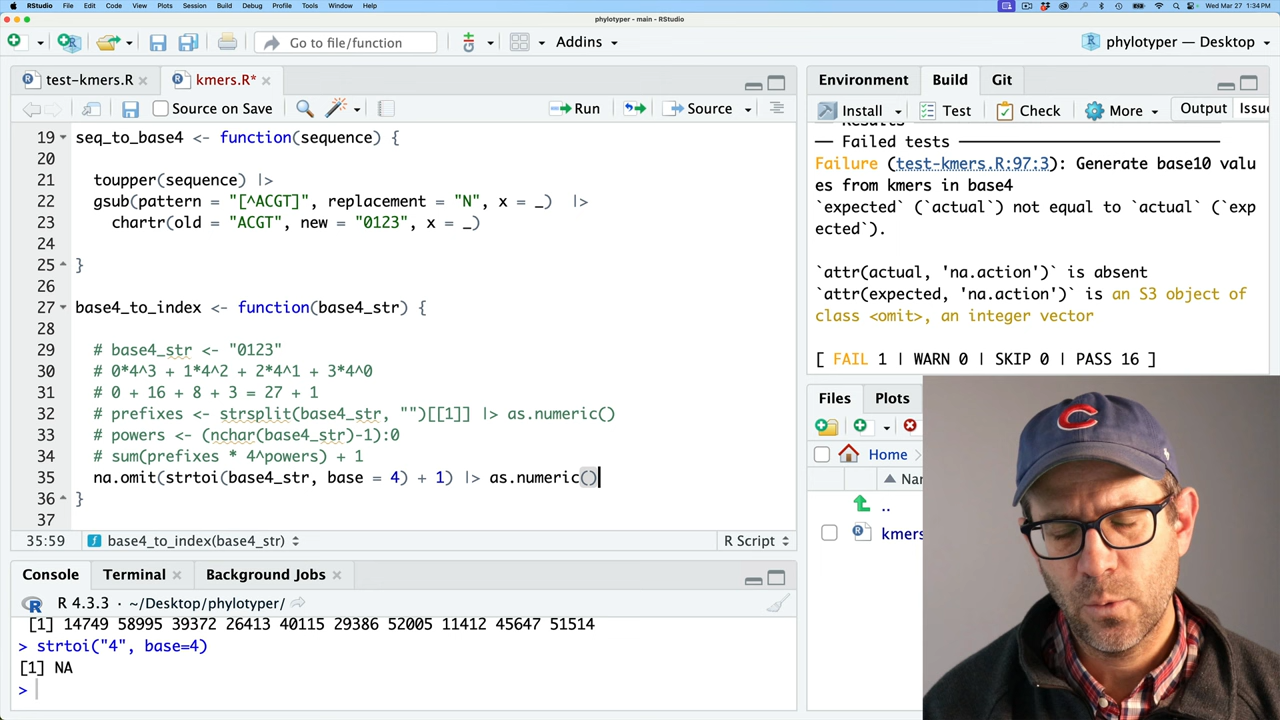 RStudio File Edit Code View Plots Session Build Debug Profile Tools Window Help Wed Mar 27 1:34 PM
phylotyper - main - RStudio
Go to file/function Addins phylotyper — Desktop
test-kmers.R kmers.R*
Source on Save Run Source
19 seq_to_base4 <- function(sequence) {
20
21 toupper(sequence) |>
22 gsub(pattern = "[^ACGT]", replacement = "N", x = _) |>
23 chartr(old = "ACGT", new = "0123", x = _)
24
25 }
26
27 base4_to_index <- function(base4_str) {
28
29 # base4_str <- "0123"
30 # 0*4^3 + 1*4^2 + 2*4^1 + 3*4^0
31 # 0 + 16 + 8 + 3 = 27 + 1
32 # prefixes <- strsplit(base4_str, "")[[1]] |> as.numeric()
33 # powers <- (nchar(base4_str)-1):0
34 # sum(prefixes * 4^powers) + 1
35 na.omit(strtoi(base4_str, base = 4) + 1) |> as.numeric()
36 }
37
35:59 base4_to_index(base4_str) R Script
Console Terminal Background Jobs
R 4.3.3 · ~/Desktop/phylotyper/
[1] 14749 58995 39372 26413 40115 29386 52005 11412 45647 51514
> strtoi("4", base=4)
[1] NA
>
Environment Build Git
Install Test Check More Output Issue
Results
— Failed tests
Failure (test-kmers.R:97:3): Generate base10 valu
es from kmers in base4
`expected` (`actual`) not equal to `actual` (`exp
ected`).
`attr(actual, 'na.action')` is absent
`attr(expected, 'na.action')` is an S3 object of
class <omit>, an integer vector
[ FAIL 1 | WARN 0 | SKIP 0 | PASS 16 ]
Files Plots
Home
Nar
..
kmers
C